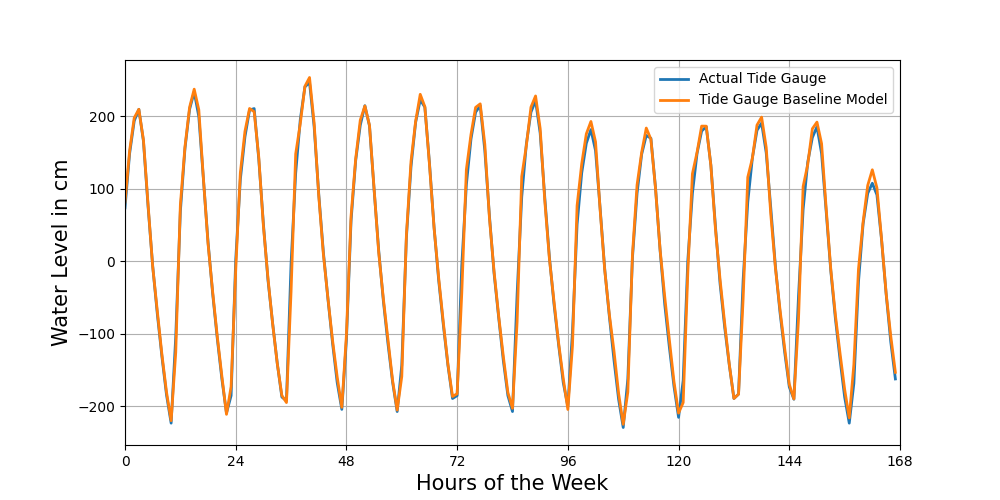 Actual Tide Gauge
Tide Gauge Baseline Model
Water Level in cm
200
100
0
−100
−200
0 24 48 72 96 120 144 168
Hours of the Week